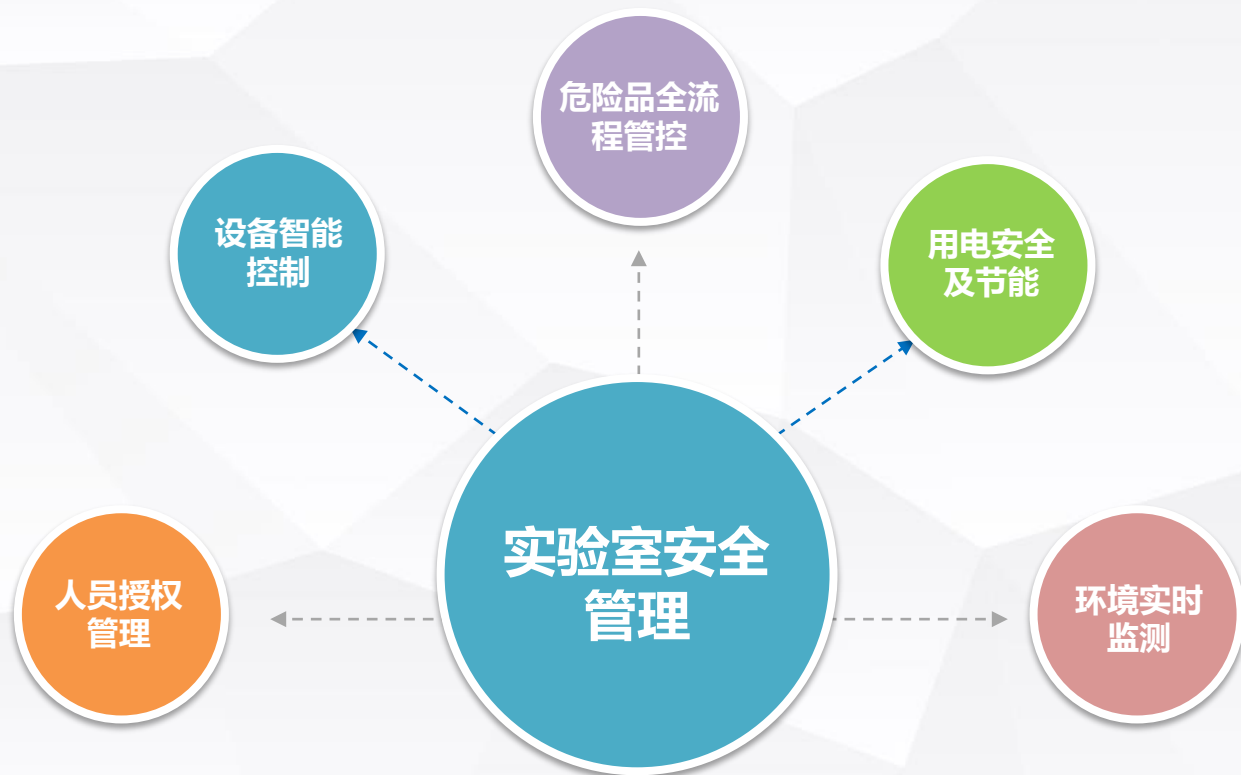 危险品全流
程管控
设备智能
控制
用电安全
及节能
实验室安全
管理
人员授权
管理
环境实时
监测